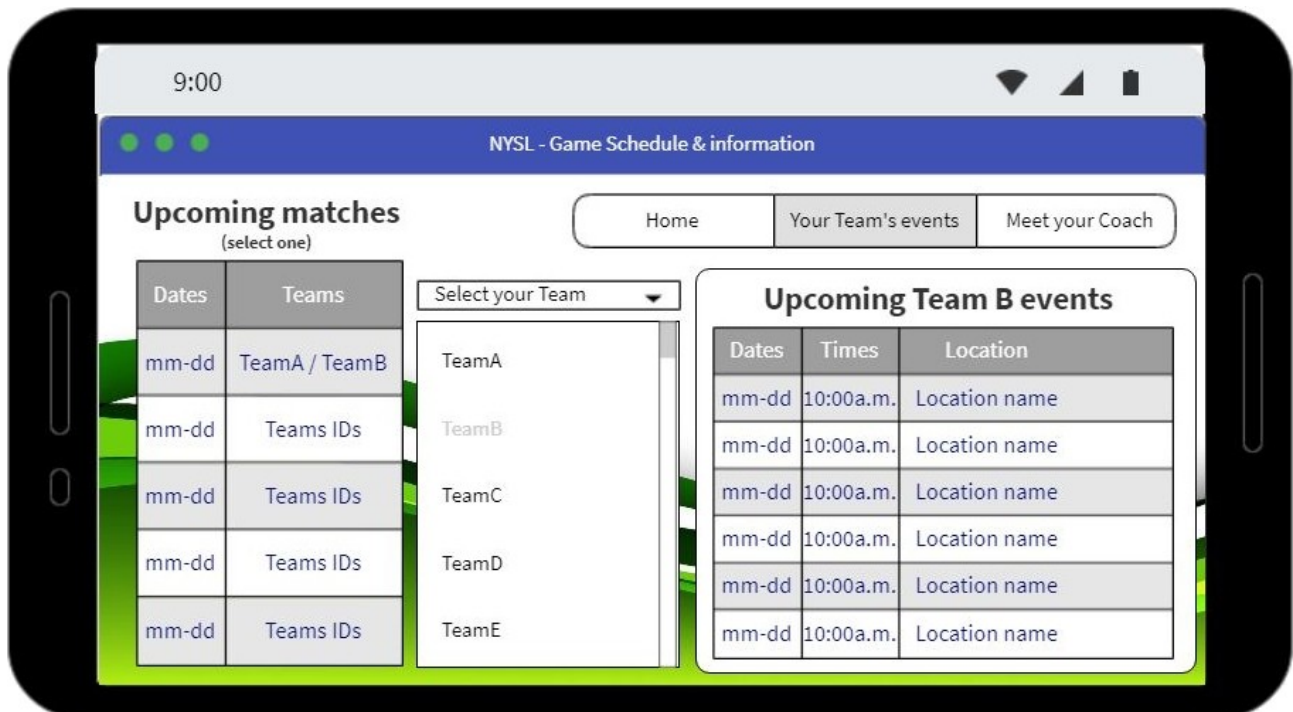 9:00
NYSL - Game Schedule & information
Upcoming matches
(select one)
Home
Your Team's events
Meet your Coach
Dates Teams
mm-dd TeamA / TeamB
mm-dd Teams IDs
mm-dd Teams IDs
mm-dd Teams IDs
mm-dd Teams IDs
Select your Team
TeamA
TeamB
TeamC
TeamD
TeamE
Upcoming Team B events
Dates Times Location
mm-dd 10:00a.m. Location name
mm-dd 10:00a.m. Location name
mm-dd 10:00a.m. Location name
mm-dd 10:00a.m. Location name
mm-dd 10:00a.m. Location name
mm-dd 10:00a.m. Location name